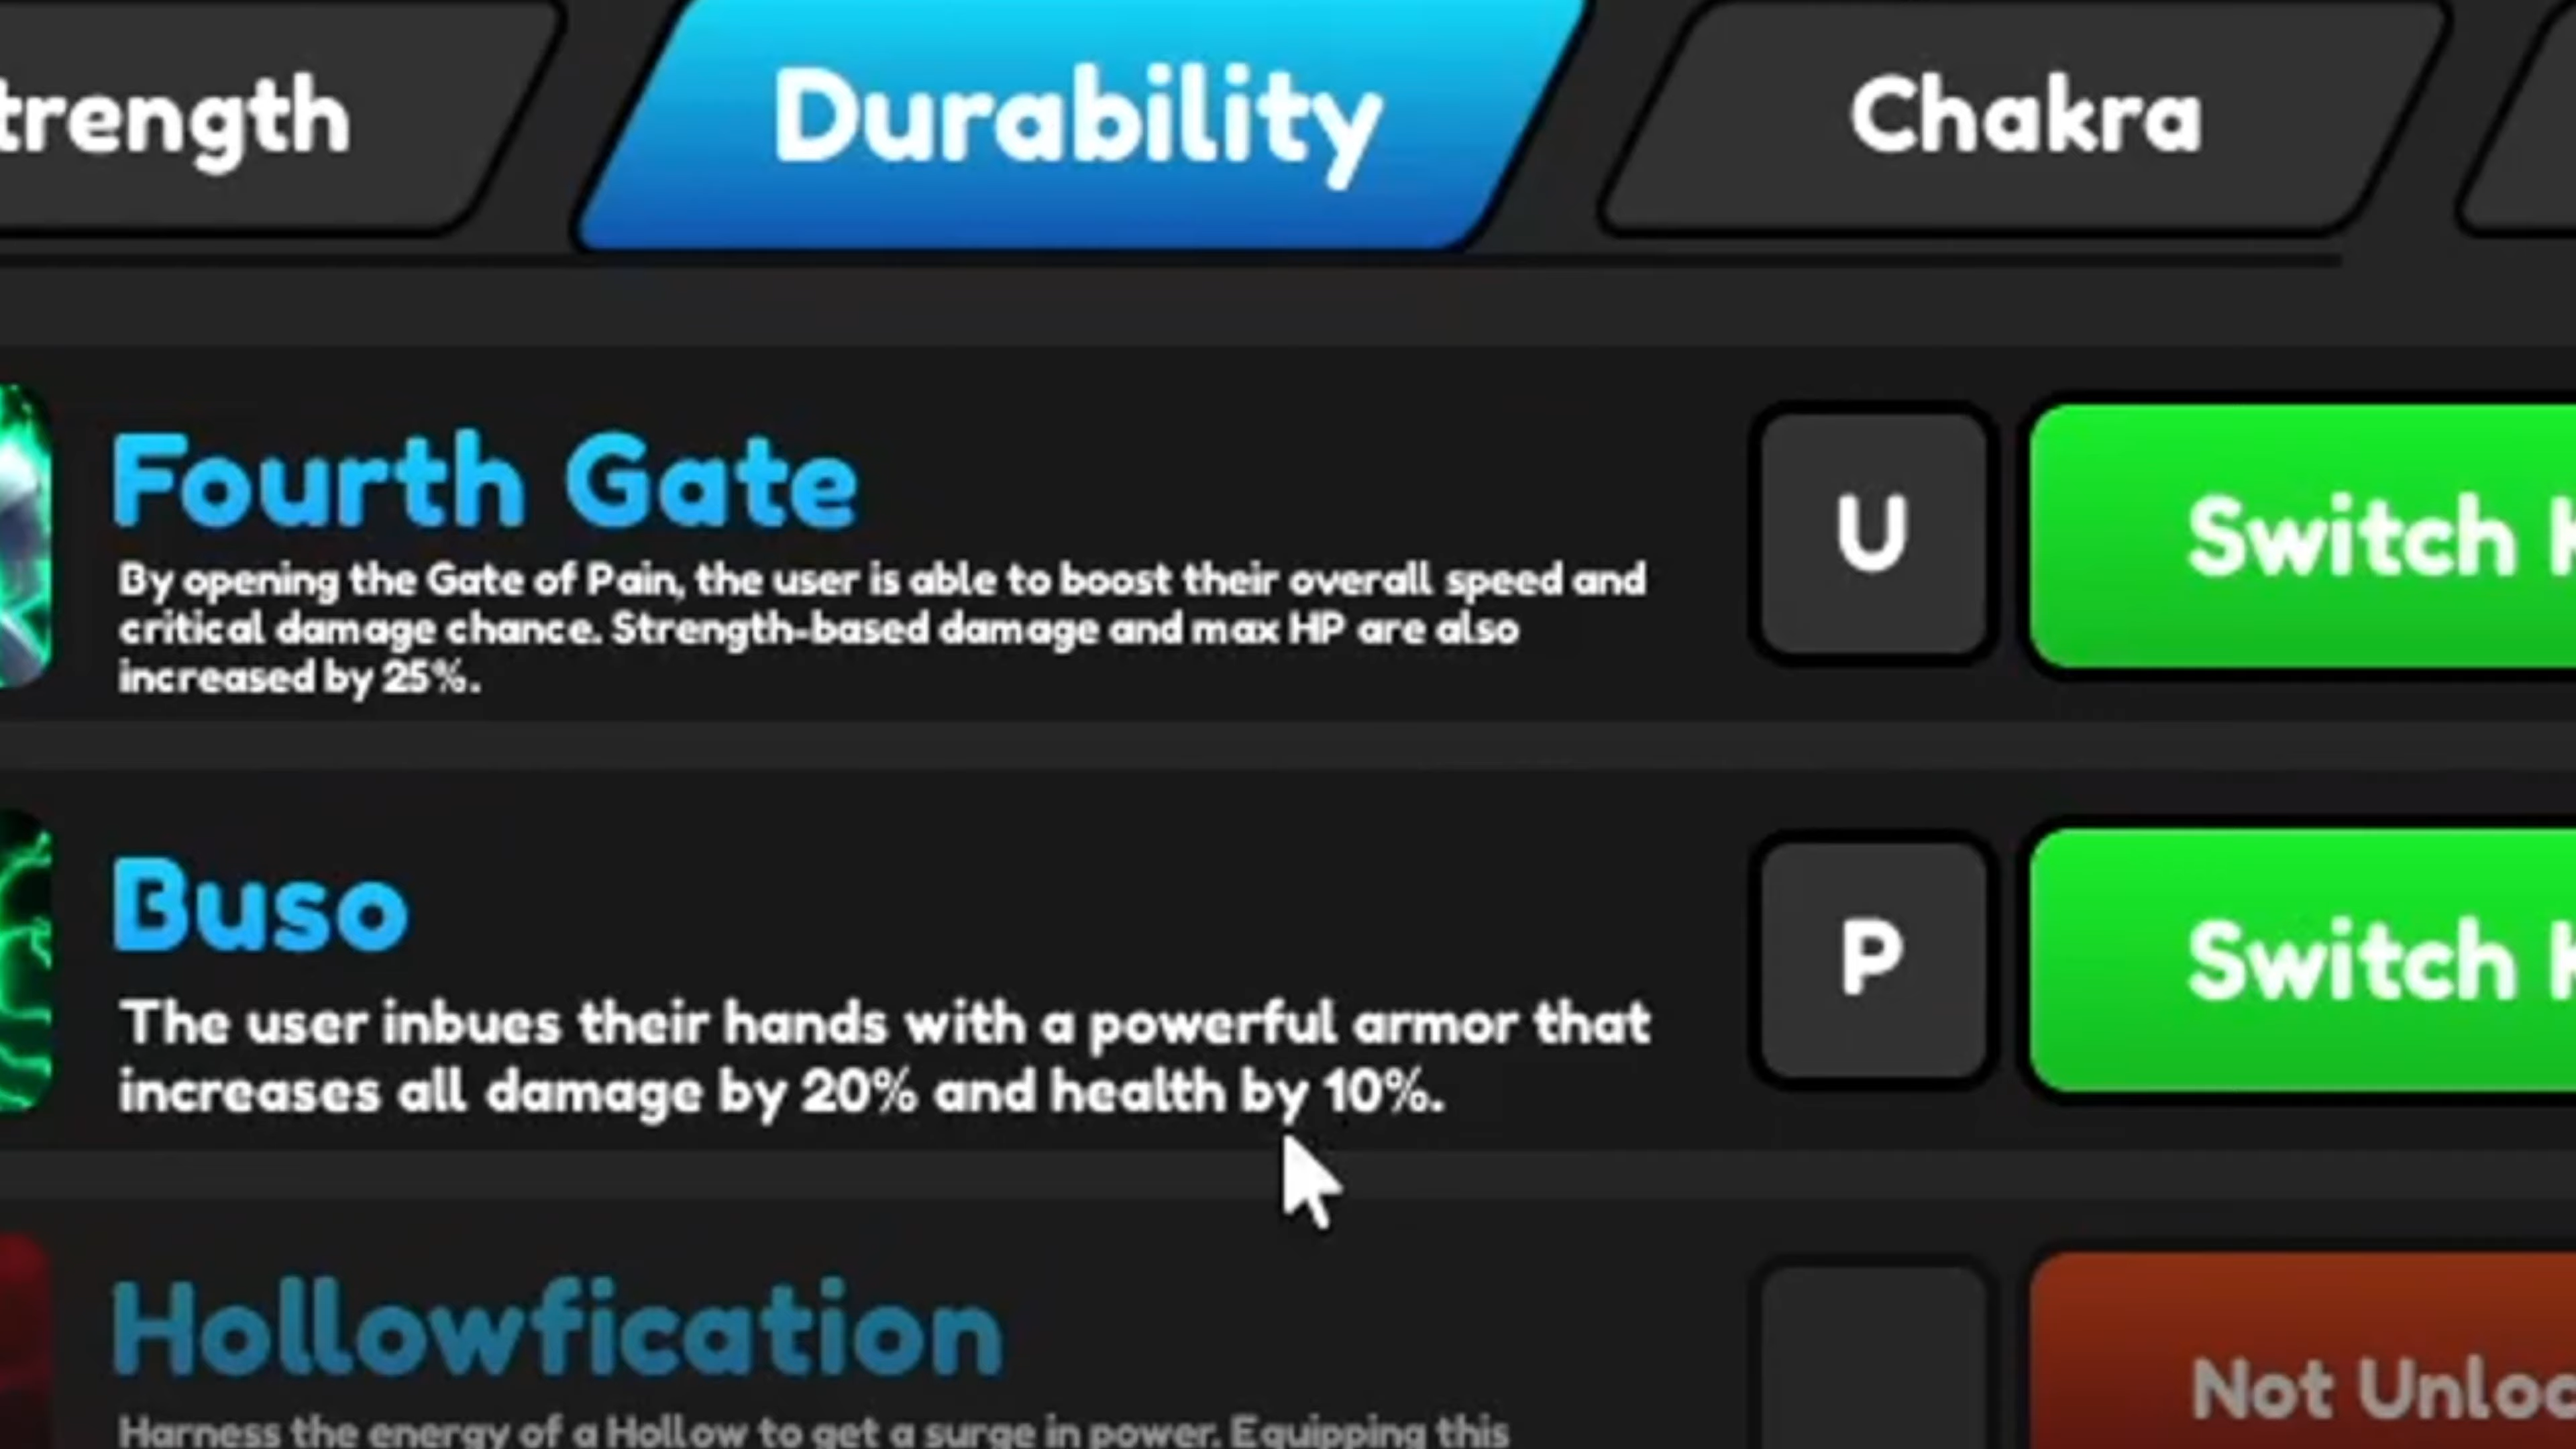 trength
Durability
Chakra
Fourth Gate
By opening the Gate of Pain, the user is able to boost their overall speed and
critical damage chance. Strength-based damage and max HP are also
increased by 25%.
U
Switch
Buso
The user inbues their hands with a powerful armor that
increases all damage by 20% and health by 10%.
P
Switch
Hollowfication
Harness the energy of a Hollow to get a surge in power. Equipping this
Not Unloc